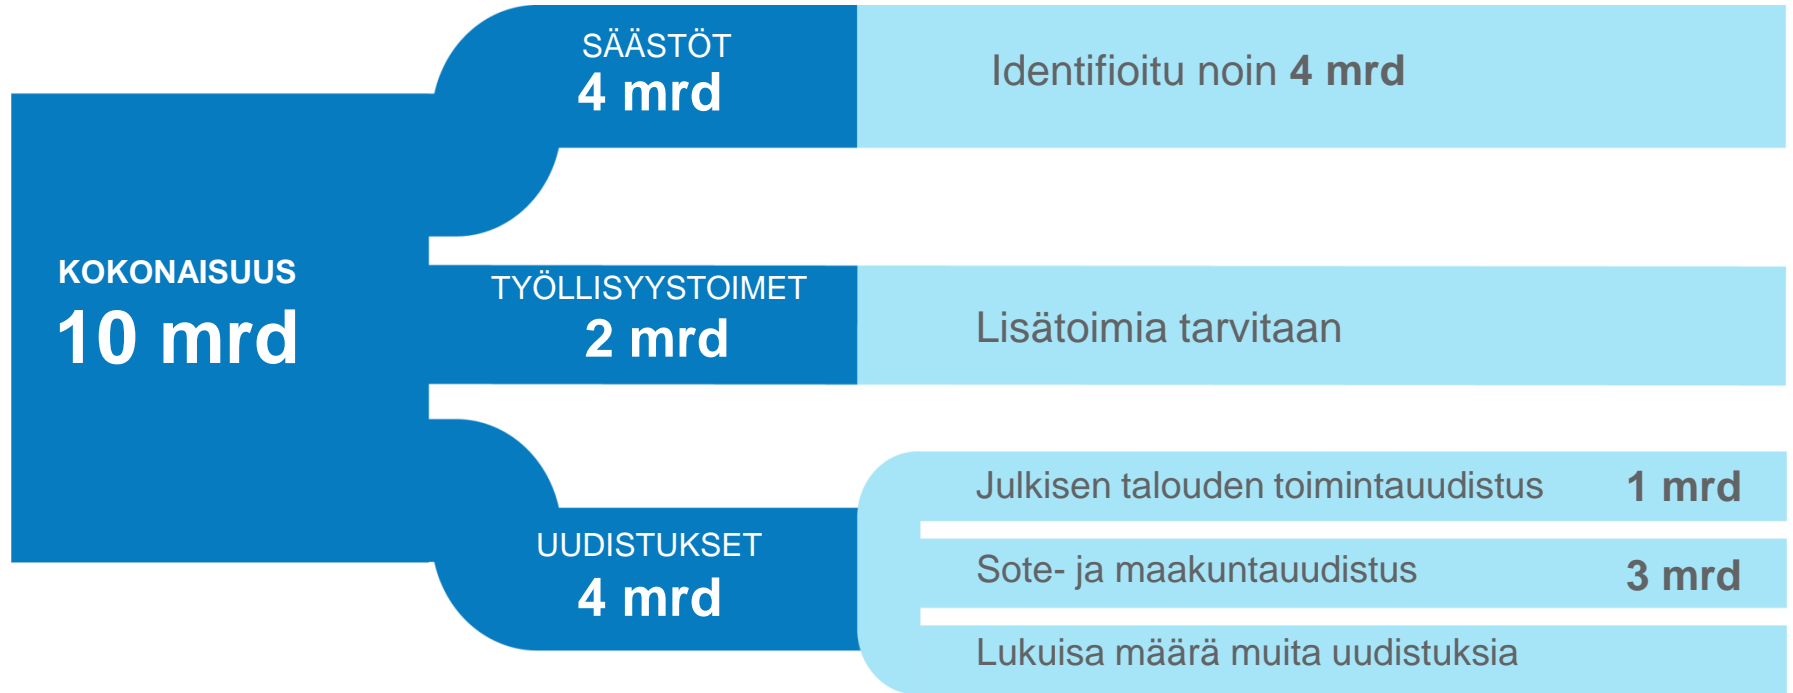 KOKONAISUUS
10 mrd
SÄÄSTÖT
4 mrd
Identifioitu noin 4 mrd
TYÖLLISYYSTOIMET
2 mrd
Lisätoimia tarvitaan
UUDISTUKSET
4 mrd
Julkisen talouden toimintauudistus 1 mrd
Sote- ja maakuntauudistus 3 mrd
Lukuisa määrä muita uudistuksia